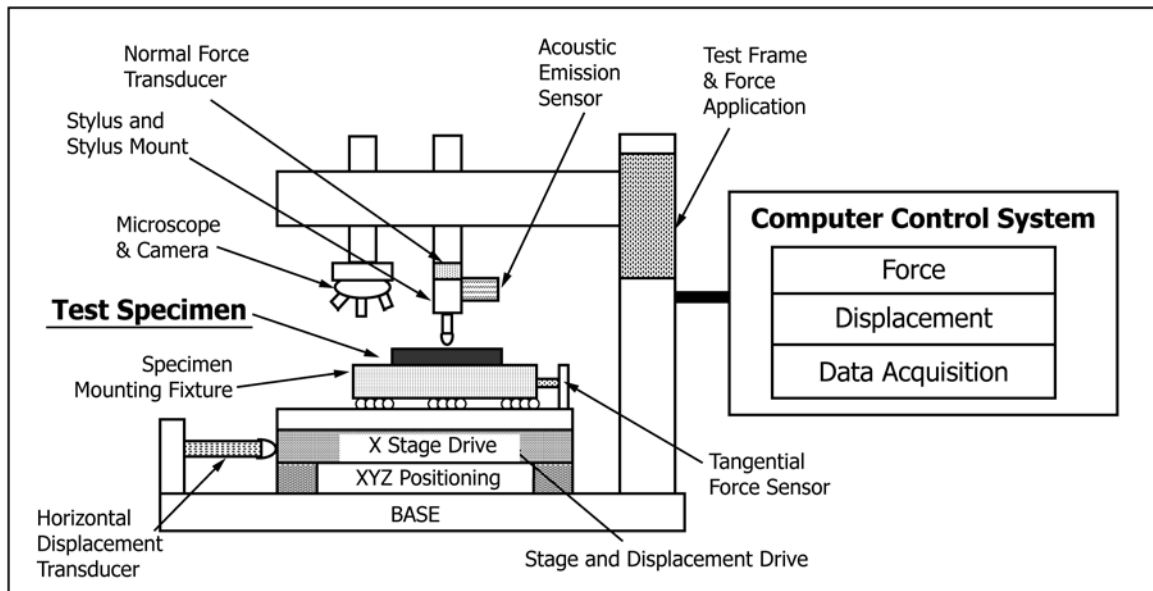 Normal Force
Transducer
Acoustic
Emission
Sensor
Test Frame
& Force
Application
Stylus and
Stylus Mount
Microscope
& Camera
Test Specimen
Specimen
Mounting Fixture
Computer Control System
Force
Displacement
Data Acquisition
X Stage Drive
XYZ Positioning
BASE
Tangential
Force Sensor
Horizontal
Displacement
Transducer
Stage and Displacement Drive